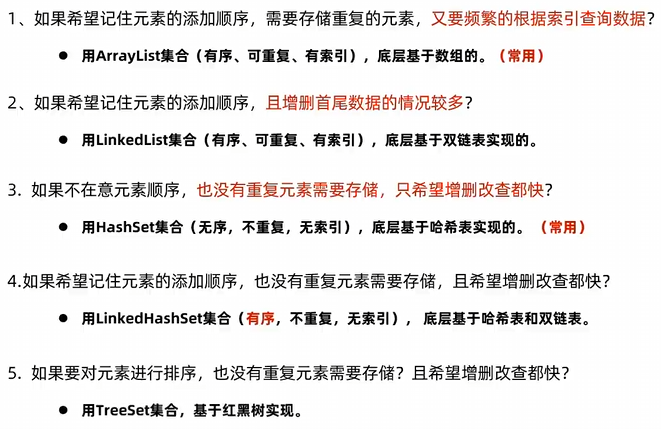 1、如果希望记住元素的添加顺序，需要存储重复的元素，又要频繁的根据索引查询数据？
● 用ArrayList集合（有序、可重复、有索引），底层基于数组的。（常用）
2、如果希望记住元素的添加顺序，且增删首尾数据的情况较多？
● 用LinkedList集合（有序、可重复、有索引），底层基于双链表实现的。
3. 如果不在意元素顺序，也没有重复元素需要存储，只希望增删改查都快？
● 用HashSet集合（无序，不重复，无索引），底层基于哈希表实现的。（常用）
4.如果希望记住元素的添加顺序，也没有重复元素需要存储，且希望增删改查都快？
● 用LinkedHashSet集合（有序，不重复，无索引），底层基于哈希表和双链表。
5. 如果要对元素进行排序，也没有重复元素需要存储？且希望增删改查都快？
● 用TreeSet集合，基于红黑树实现。